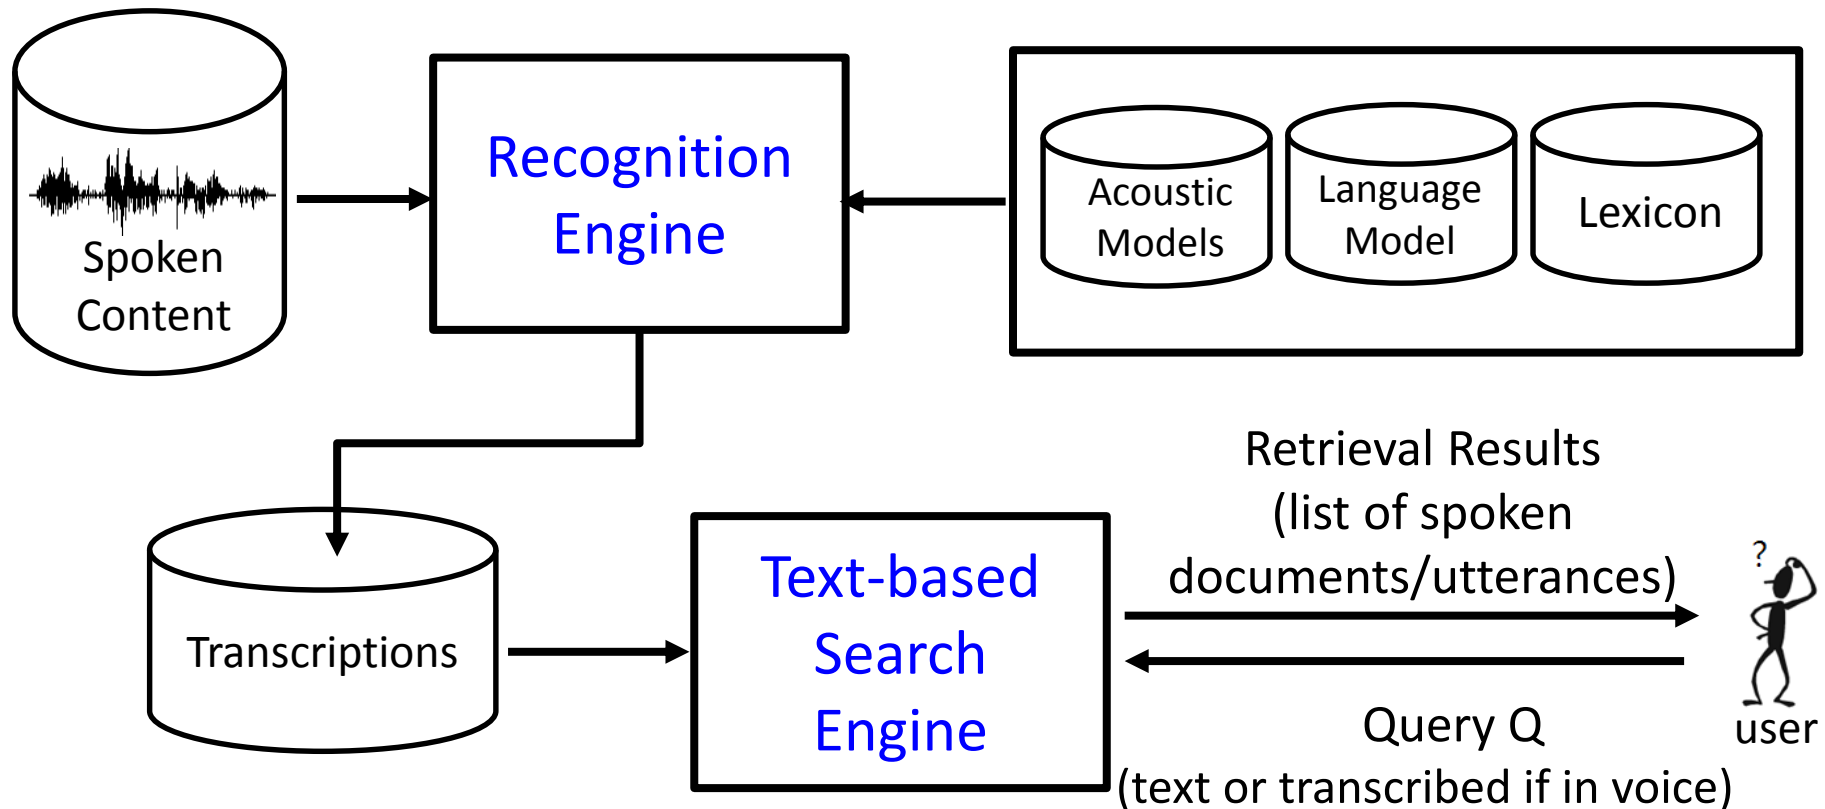 Spoken
Content
Recognition
Engine
Acoustic
Models
Language
Model
Lexicon
Transcriptions
Text-based
Search
Engine
Retrieval Results
(list of spoken
documents/utterances)
Query Q
(text or transcribed if in voice)
?
user